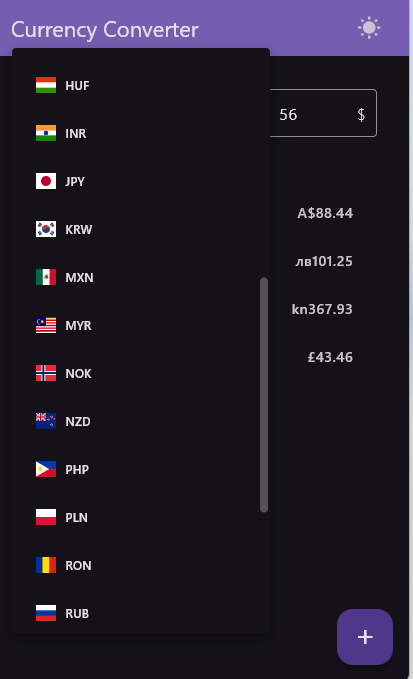 Currency Converter
HUF
56 $
INR
JPY
A$88.44
KRW
лв101.25
MXN
kn367.93
MYR
£43.46
NOK
NZD
PHP
PLN
RON
RUB
+